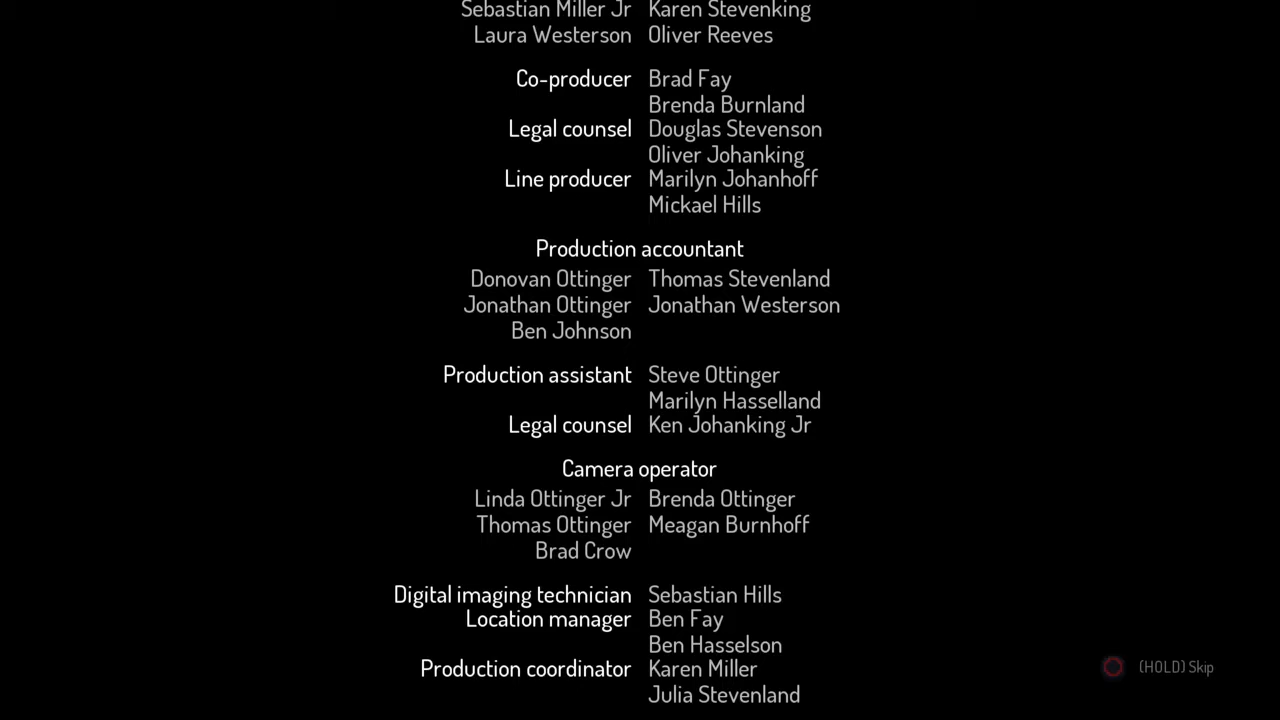 Sebastian Miller Jr Karen Stevenking
Laura Westerson Oliver Reeves
Co-producer Brad Fay
Brenda Burnland
Legal counsel Douglas Stevenson
Oliver Johanking
Line producer Marilyn Johanhoff
Mickael Hills
Production accountant
Donovan Ottinger Thomas Stevenland
Jonathan Ottinger Jonathan Westerson
Ben Johnson
Production assistant Steve Ottinger
Marilyn Hasselland
Legal counsel Ken Johanking Jr
Camera operator
Linda Ottinger Jr Brenda Ottinger
Thomas Ottinger Meagan Burnhoff
Brad Crow
Digital imaging technician Sebastian Hills
Location manager Ben Fay
Ben Hasselson
Production coordinator Karen Miller
(HOLD) Skip
Julia Stevenland